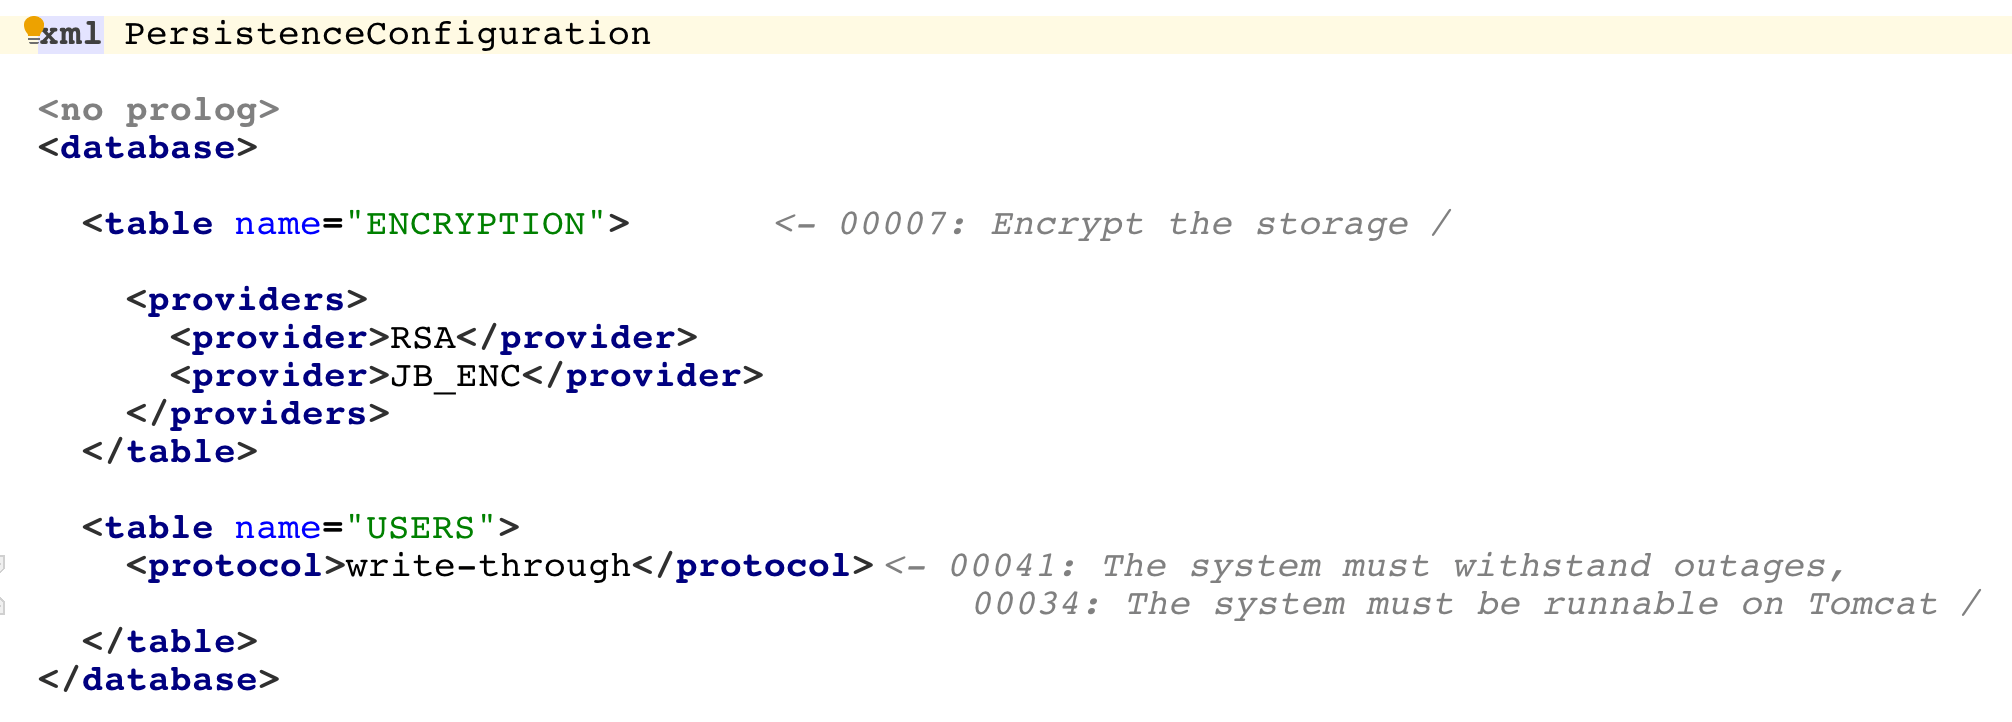 xml PersistenceConfiguration
<no prolog>
<database>
<table name="ENCRYPTION"> <- 00007: Encrypt the storage /
<providers>
<provider>RSA</provider>
<provider>JB_ENC</provider>
</providers>
</table>
<table name="USERS">
<protocol>write-through</protocol> <- 00041: The system must withstand outages,
00034: The system must be runnable on Tomcat /
</table>
</database>